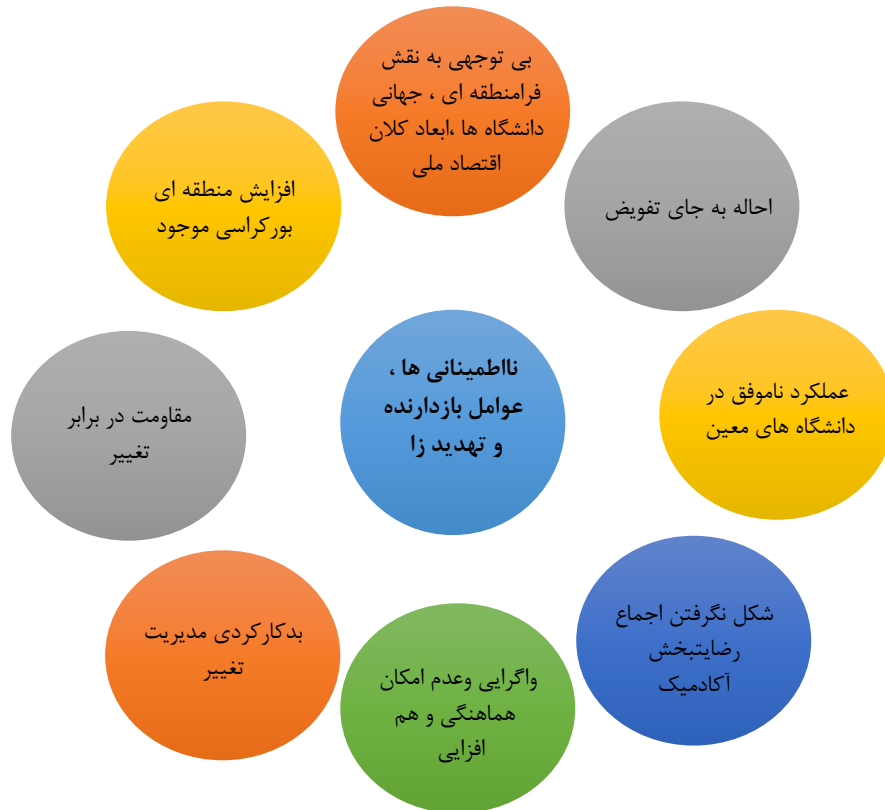 بی توجهی به نقش
فرامنطقه ای ، جهانی
دانشگاه ها ،ابعاد کلان
اقتصاد ملی
احاله به جای تفویض
عملکرد ناموفق در
دانشگاه های معین
شکل نگرفتن اجماع
رضایتبخش
آکادمیک
واگرایی وعدم امکان
هماهنگی و هم
افزایی
بدکارکردی مدیریت
تغییر
مقاومت در برابر
تغییر
افزایش منطقه ای
بورکراسی موجود
نااطمینانی ها ،
عوامل بازدارنده
و تهدید زا